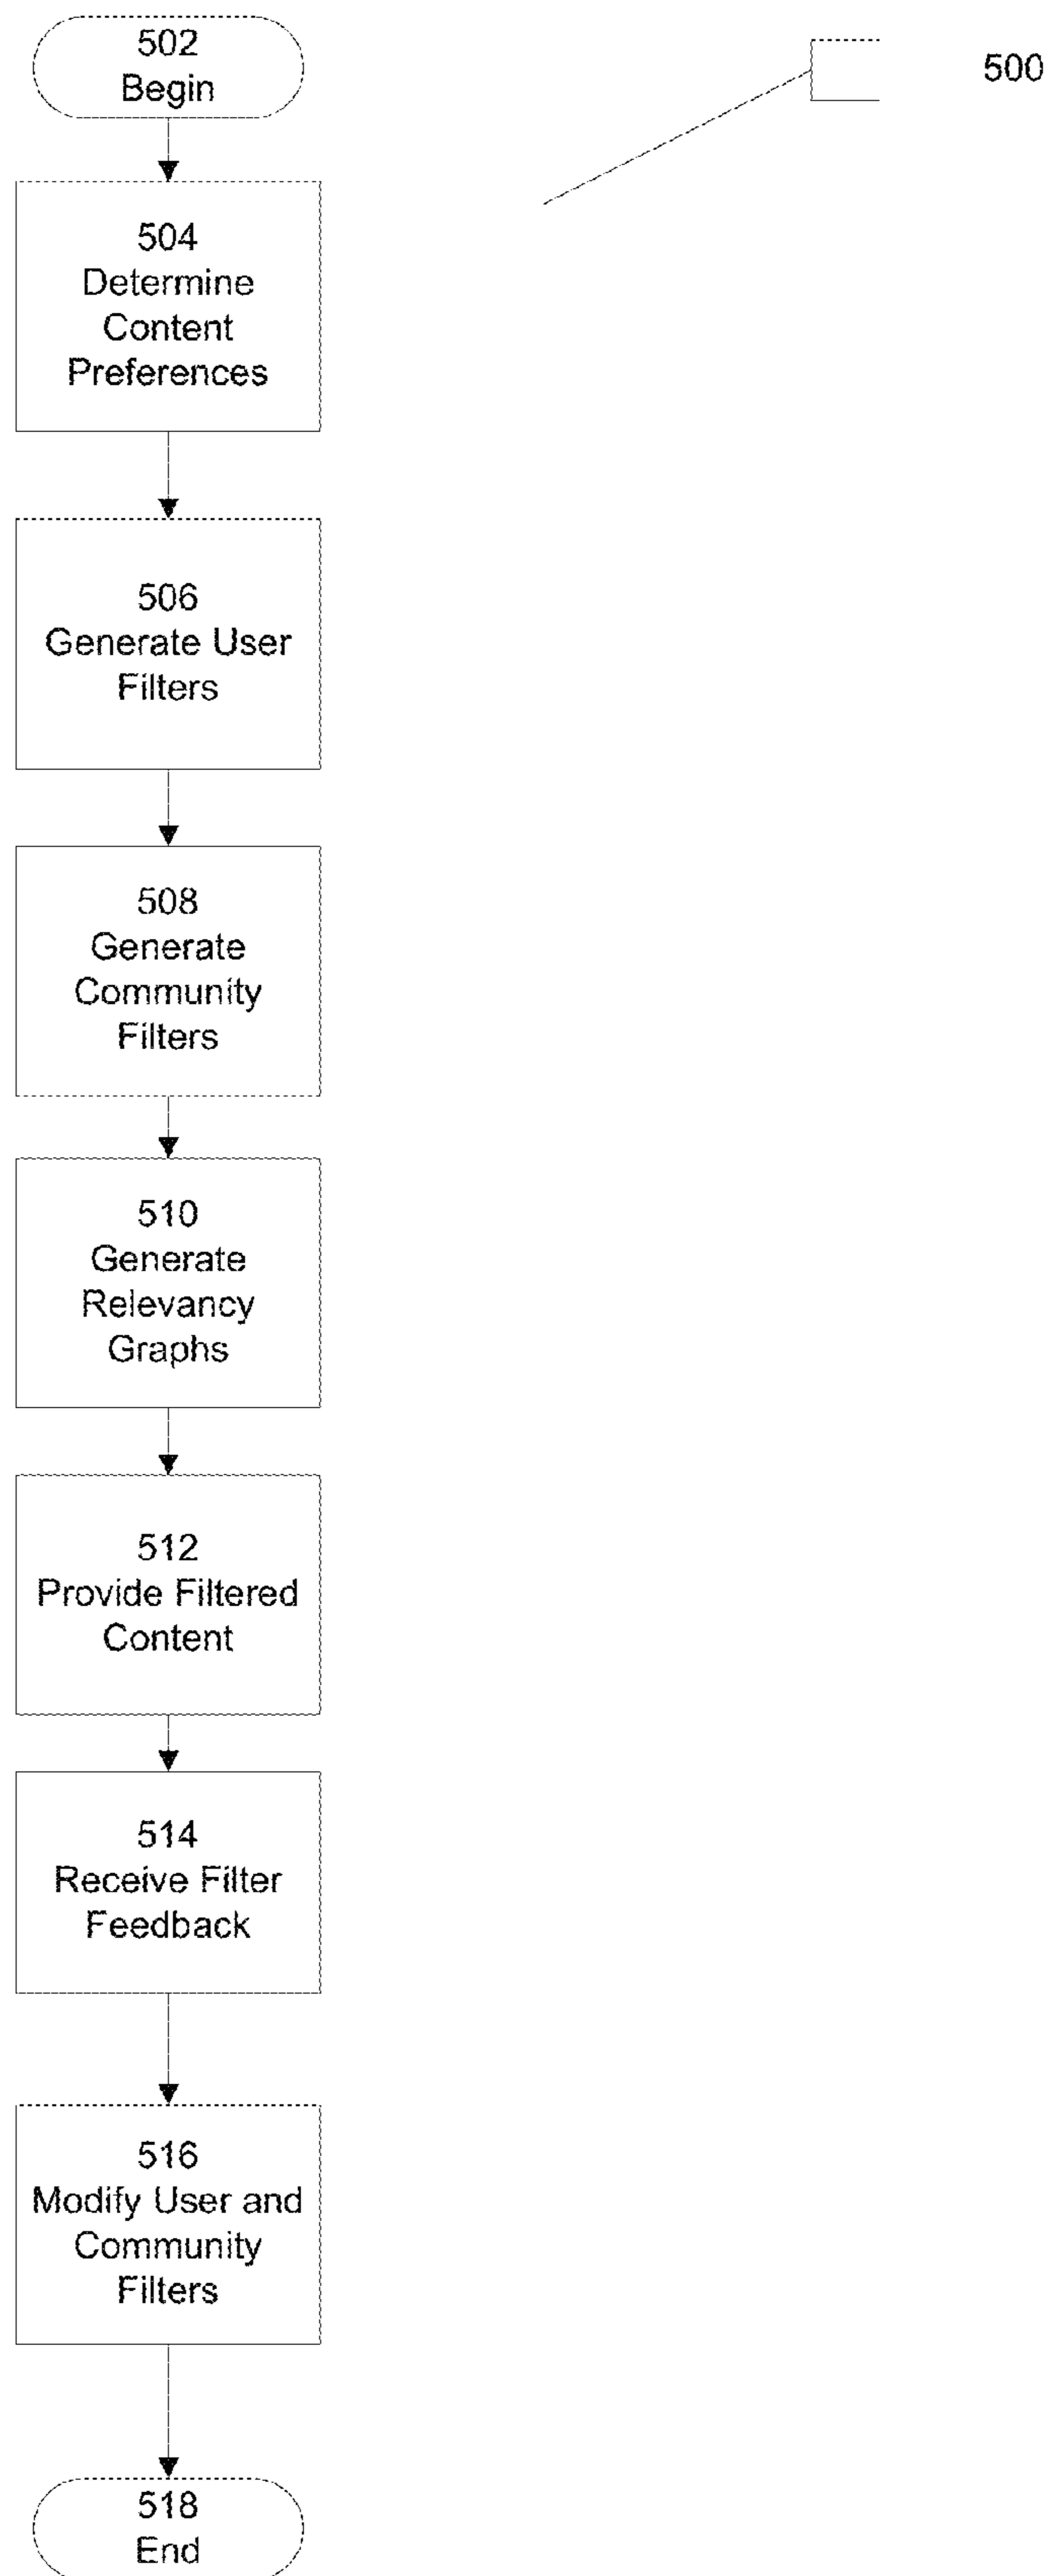 502
Begin
500
504
Determine
Content
Preferences
506
Generate User
Filters
508
Generate
Community
Filters
510
Generate
Relevancy
Graphs
512
Provide Filtered
Content
514
Receive Filter
Feedback
516
Modify User and
Community
Filters
518
End